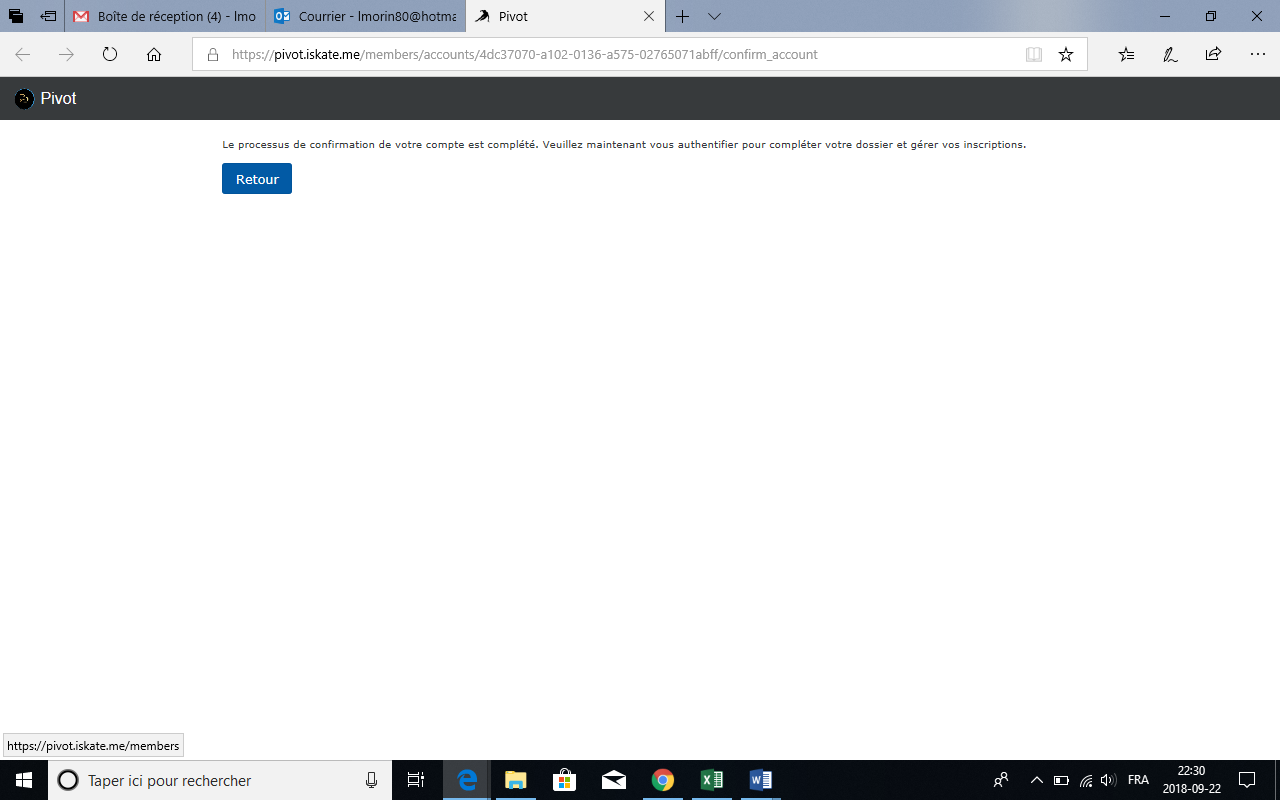 Boîte de réception (4) - lmo
Courrier - lmorin80@hotma
Pivot
https://pivot.iskate.me/members/accounts/4dc37070-a102-0136-a575-02765071abff/confirm_account
Pivot
Le processus de confirmation de votre compte est complété. Veuillez maintenant vous authentifier pour compléter votre dossier et gérer vos inscriptions.
Retour
https://pivot.iskate.me/members
Taper ici pour rechercher
FRA
22:30
2018-09-22